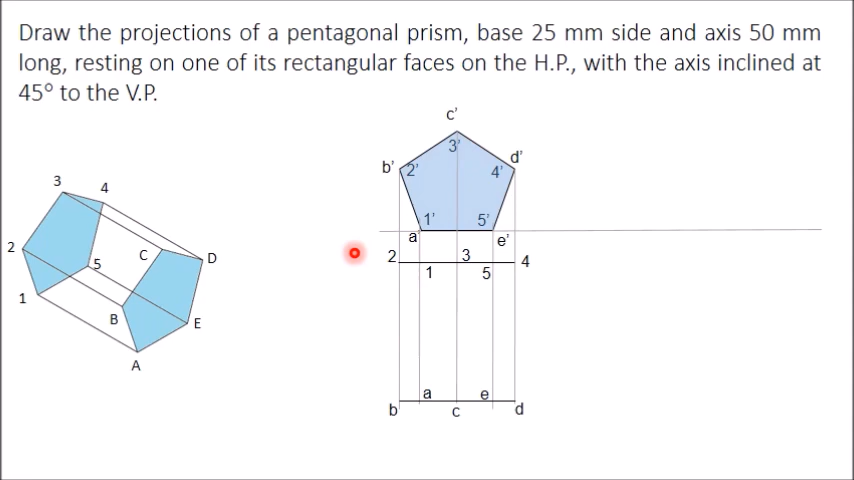 Draw the projections of a pentagonal prism, base 25 mm side and axis 50 mm
long, resting on one of its rectangular faces on the H.P., with the axis inclined at
45° to the V.P.
c'
3'
b'
2'
4'
d'
1'
5'
a'
e'
2
3
4
1
5
a
e
b
c
d
3
4
2
C
D
5
1
B
E
A